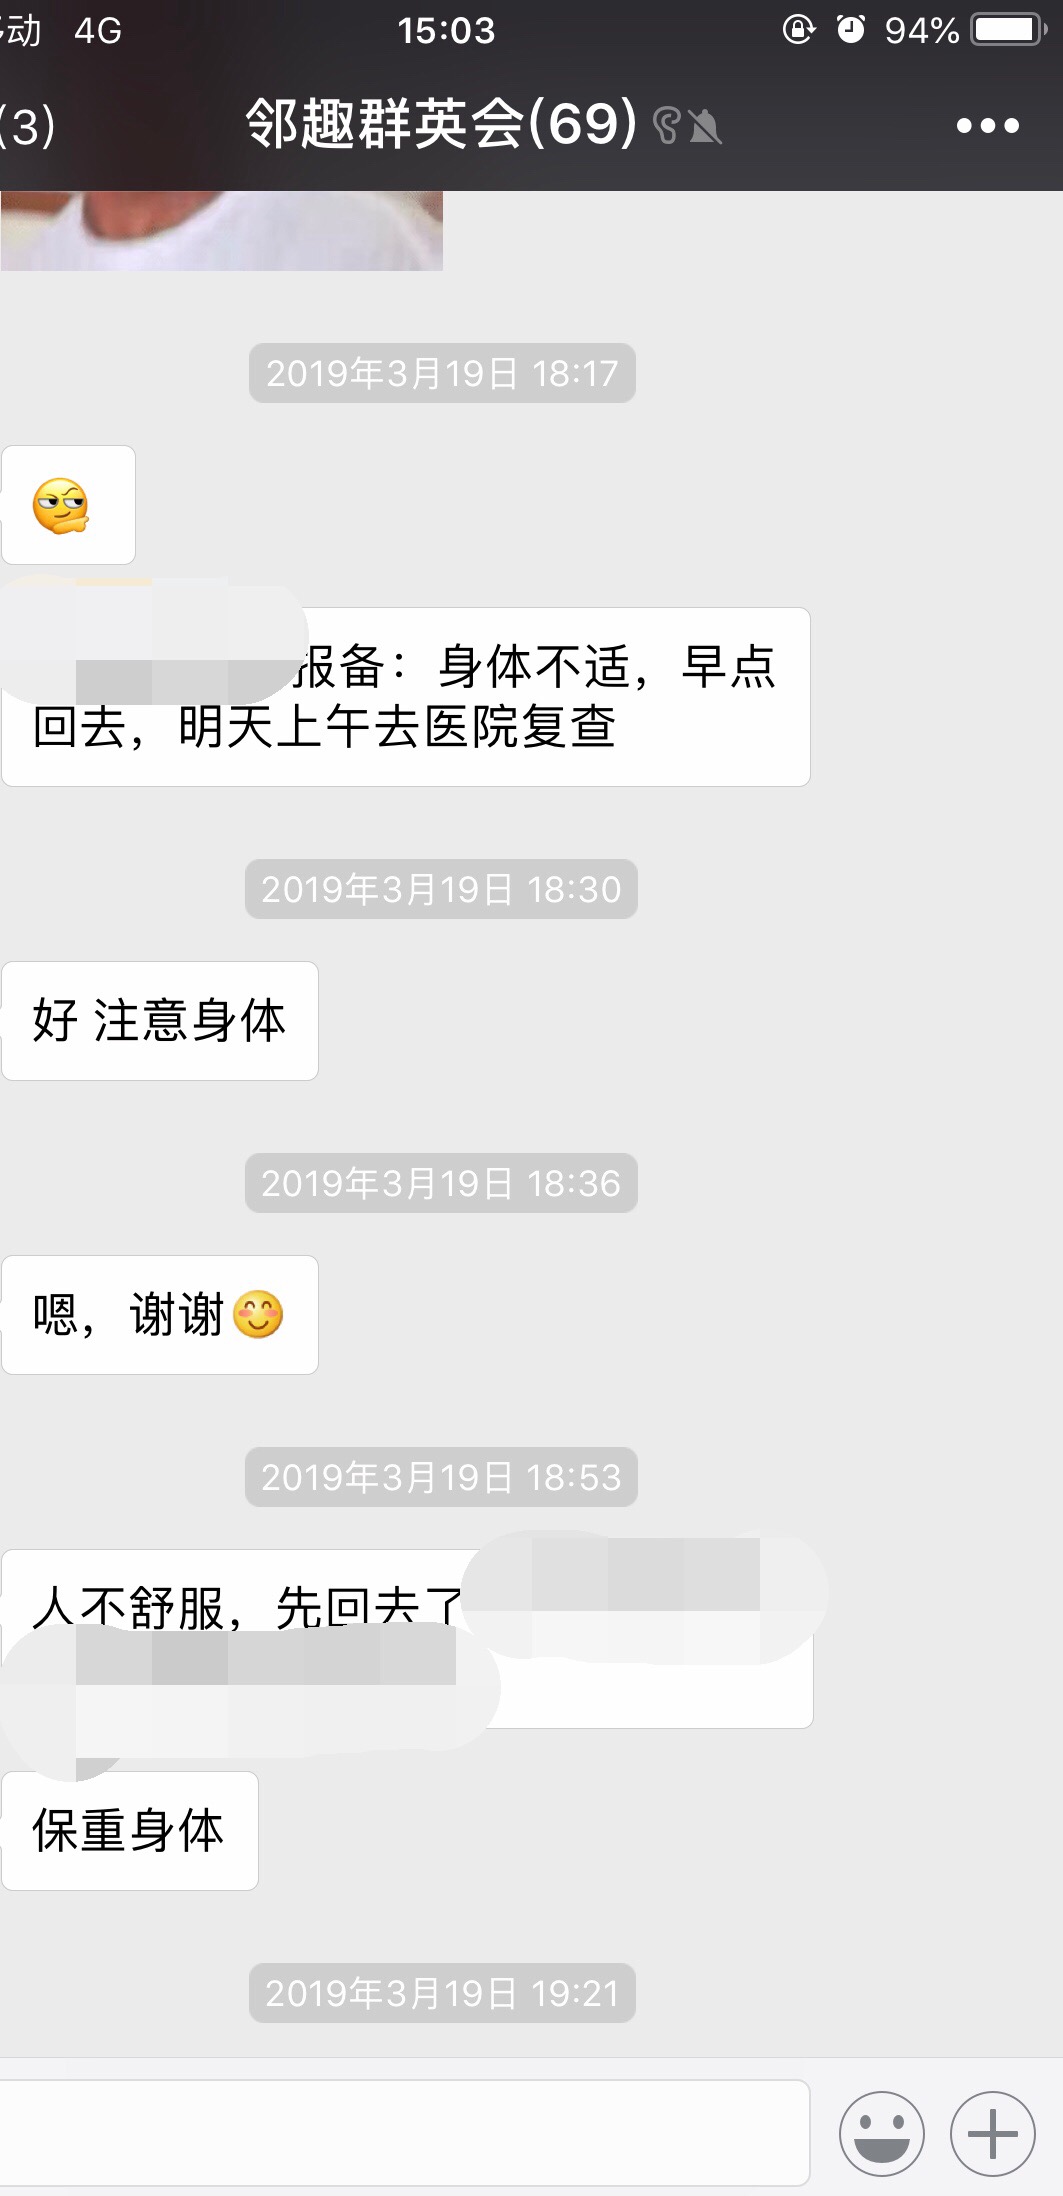 动 4G 15:03 94%
(3) 邻趣群英会(69)
2019年3月19日 18:17
报备：身体不适，早点
回去，明天上午去医院复查
2019年3月19日 18:30
好 注意身体
2019年3月19日 18:36
嗯，谢谢😊
2019年3月19日 18:53
人不舒服，先回去了
保重身体
2019年3月19日 19:21